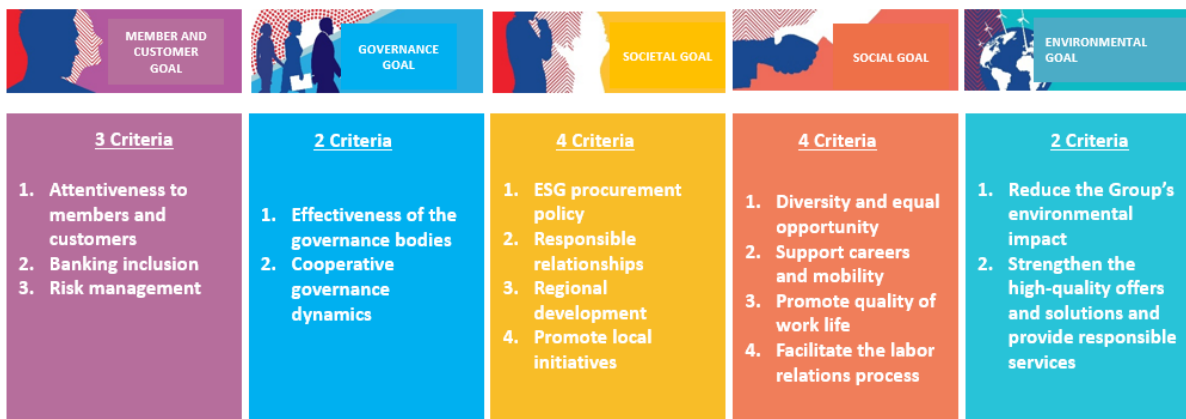 MEMBER AND
CUSTOMER
GOAL
GOVERNANCE
GOAL
SOCIETAL GOAL
SOCIAL GOAL
ENVIRONMENTAL
GOAL
3 Criteria
1. Attentiveness to
members and
customers
2. Banking inclusion
3. Risk management
2 Criteria
1. Effectiveness of the
governance bodies
2. Cooperative
governance
dynamics
4 Criteria
1. ESG procurement
policy
2. Responsible
relationships
3. Regional
development
4. Promote local
initiatives
4 Criteria
1. Diversity and equal
opportunity
2. Support careers
and mobility
3. Promote quality of
work life
4. Facilitate the labor
relations process
2 Criteria
1. Reduce the Group's
environmental
impact
2. Strengthen the
high-quality offers
and solutions and
provide responsible
services